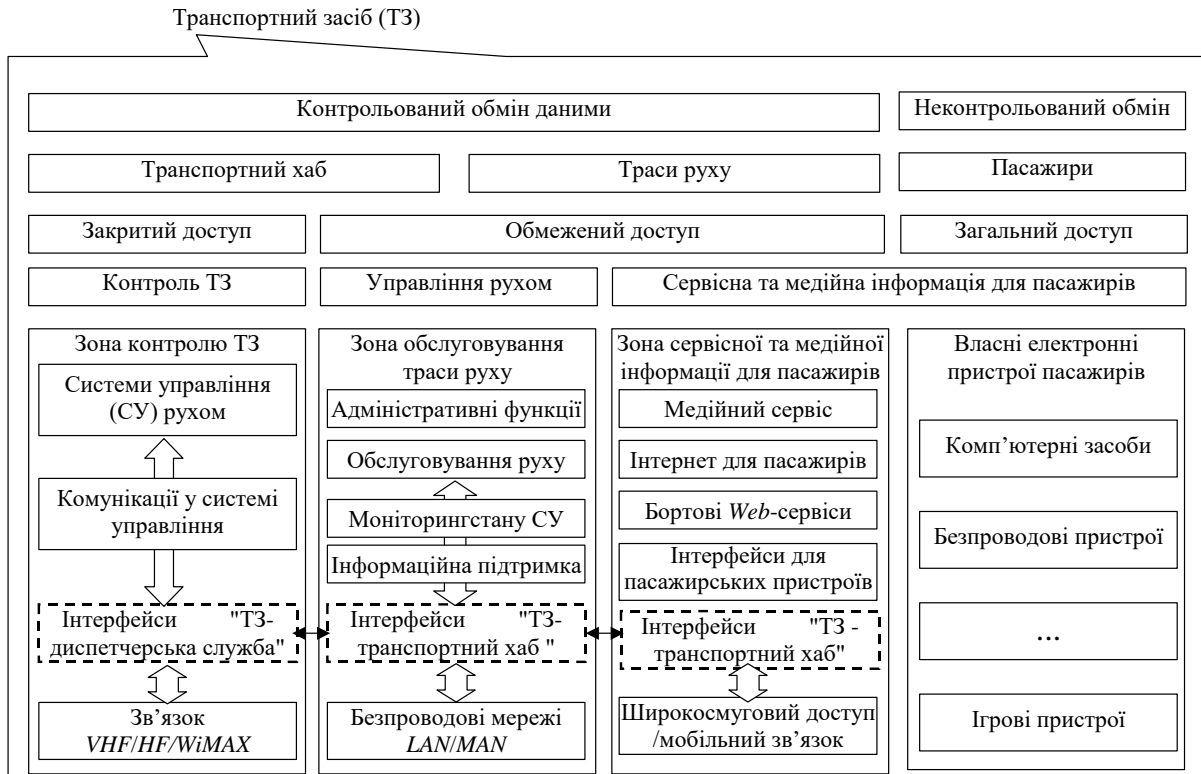 Транспортний засіб (ТЗ)
Контрольований обмін даними
Неконтрольований обмін
Транспортний хаб
Траси руху
Пасажири
Закритий доступ
Обмежений доступ
Загальний доступ
Контроль ТЗ
Управління рухом
Сервісна та медійна інформація для пасажирів
Зона контролю ТЗ
Системи управління
(СУ) рухом
Комунікації у системі
управління
Інтерфейси "ТЗ-
диспетчерська служба"
Зв’язок
VHF/HF/WiMAX
Зона обслуговування
траси руху
Адміністративні функції
Обслуговування руху
Моніторингстану СУ
Інформаційна підтримка
Інтерфейси "ТЗ-
транспортний хаб "
Безпроводові мережі
LAN/MAN
Зона сервісної та медійної
інформації для пасажирів
Медійний сервіс
Інтернет для пасажирів
Бортові Web-сервіси
Інтерфейси для
пасажирських пристроїв
Інтерфейси "ТЗ -
транспортний хаб"
Широкосмуговий доступ
/мобільний зв’язок
Власні електронні
пристрої пасажирів
Комп’ютерні засоби
Безпроводові пристрої
...
Ігрові пристрої